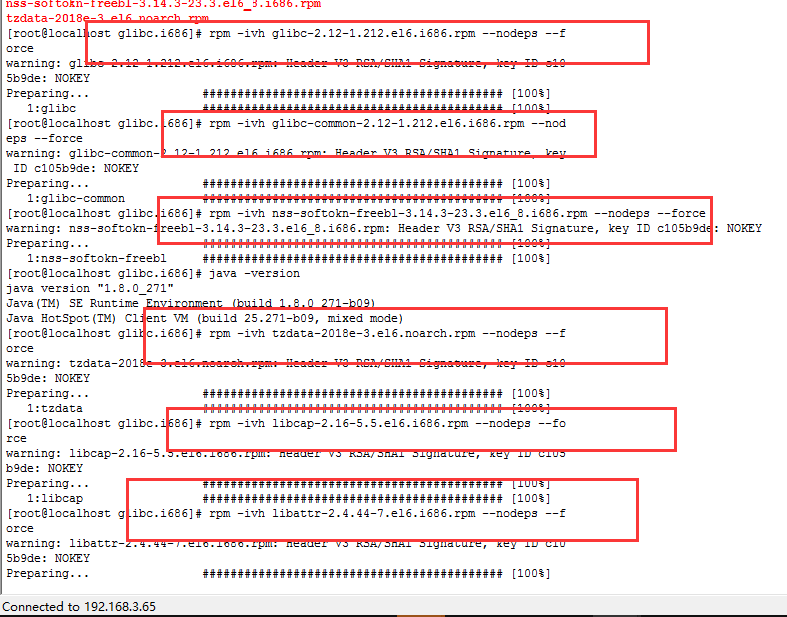 nss-softokn-freebl-3.14.3-23.3.el6_8.i686.rpm
tzdata-2018e-3.el6.noarch.rpm
[root@localhost glibc.i686]# rpm -ivh glibc-2.12-1.212.el6.i686.rpm --nodeps --f
orce
warning: glibc-2.12-1.212.el6.i686.rpm: Header V3 RSA/SHA1 Signature, key ID c10
5b9de: NOKEY
Preparing... ########################################### [100%]
1:glibc ########################################### [100%]
[root@localhost glibc.i686]# rpm -ivh glibc-common-2.12-1.212.el6.i686.rpm --nod
eps --force
warning: glibc-common-2.12-1.212.el6.i686.rpm: Header V3 RSA/SHA1 Signature, key
ID c105b9de: NOKEY
Preparing... ########################################### [100%]
1:glibc-common ########################################### [100%]
[root@localhost glibc.i686]# rpm -ivh nss-softokn-freebl-3.14.3-23.3.el6_8.i686.rpm --nodeps --force
warning: nss-softokn-freebl-3.14.3-23.3.el6_8.i686.rpm: Header V3 RSA/SHA1 Signature, key ID c105b9de: NOKEY
Preparing... ########################################### [100%]
1:nss-softokn-freebl ########################################### [100%]
[root@localhost glibc.i686]# java -version
java version "1.8.0_271"
Java(TM) SE Runtime Environment (build 1.8.0_271-b09)
Java HotSpot(TM) Client VM (build 25.271-b09, mixed mode)
[root@localhost glibc.i686]# rpm -ivh tzdata-2018e-3.el6.noarch.rpm --nodeps --f
orce
warning: tzdata-2018e-3.el6.noarch.rpm: Header V3 RSA/SHA1 Signature, key ID c10
5b9de: NOKEY
Preparing... ########################################### [100%]
1:tzdata ########################################### [100%]
[root@localhost glibc.i686]# rpm -ivh libcap-2.16-5.5.el6.i686.rpm --nodeps --fo
rce
warning: libcap-2.16-5.5.el6.i686.rpm: Header V3 RSA/SHA1 Signature, key ID c105
b9de: NOKEY
Preparing... ########################################### [100%]
1:libcap ########################################### [100%]
[root@localhost glibc.i686]# rpm -ivh libattr-2.4.44-7.el6.i686.rpm --nodeps --f
orce
warning: libattr-2.4.44-7.el6.i686.rpm: Header V3 RSA/SHA1 Signature, key ID c10
5b9de: NOKEY
Preparing... ########################################### [100%]
Connected to 192.168.3.65